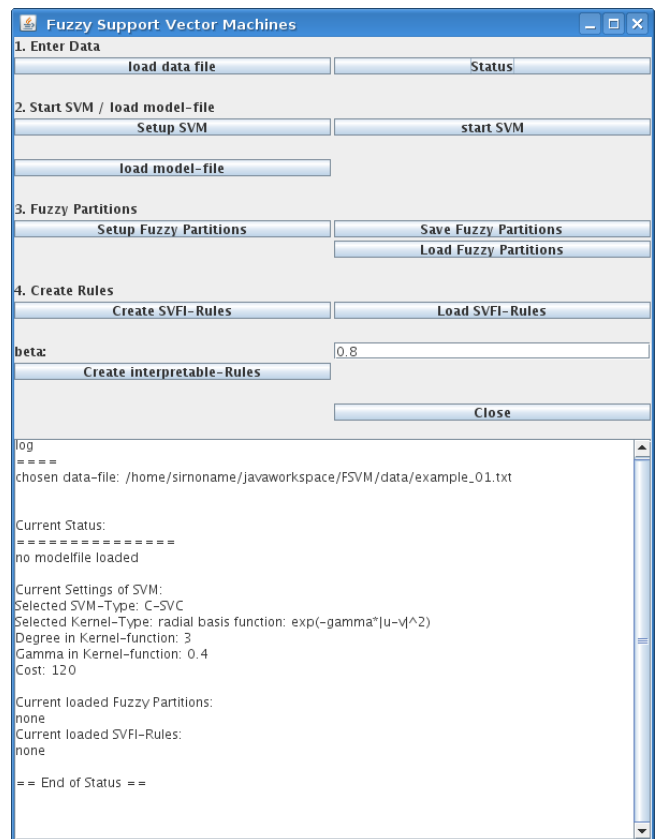 Fuzzy Support Vector Machines
1. Enter Data
load data file Status
2. Start SVM / load model-file
Setup SVM start SVM
load model-file
3. Fuzzy Partitions
Setup Fuzzy Partitions Save Fuzzy Partitions
Load Fuzzy Partitions
4. Create Rules
Create SVFI-Rules Load SVFI-Rules
beta: 0.8
Create interpretable-Rules
Close
log
====
chosen data-file: /home/sirnoname/javaworkspace/FSVM/data/example_01.txt
Current Status:
===============
no modelfile loaded
Current Settings of SVM:
Selected SVM-Type: C-SVC
Selected Kernel-Type: radial basis function: exp(-gamma*|u-v|^2)
Degree in Kernel-function: 3
Gamma in Kernel-function: 0.4
Cost: 120
Current loaded Fuzzy Partitions:
none
Current loaded SVFI-Rules:
none
== End of Status ==